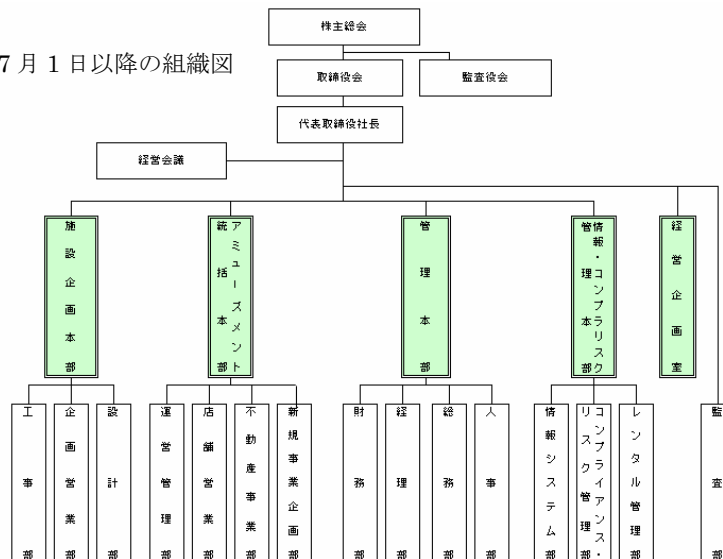 株主総会
7月1日以降の組織図
取締役会
監査役会
代表取締役社長
経営会議
施設企画本部
アミューズメント
統括本部
管理本部
情報・コンプラリスク
管理本部
経営企画室
工事部
企画営業部
設計部
運営管理部
店舗営業部
不動産事業部
新規事業企画部
財務部
経理部
総務部
人事部
情報システム部
コンプライアンス・
リスク管理部
レンタル管理部
監査部